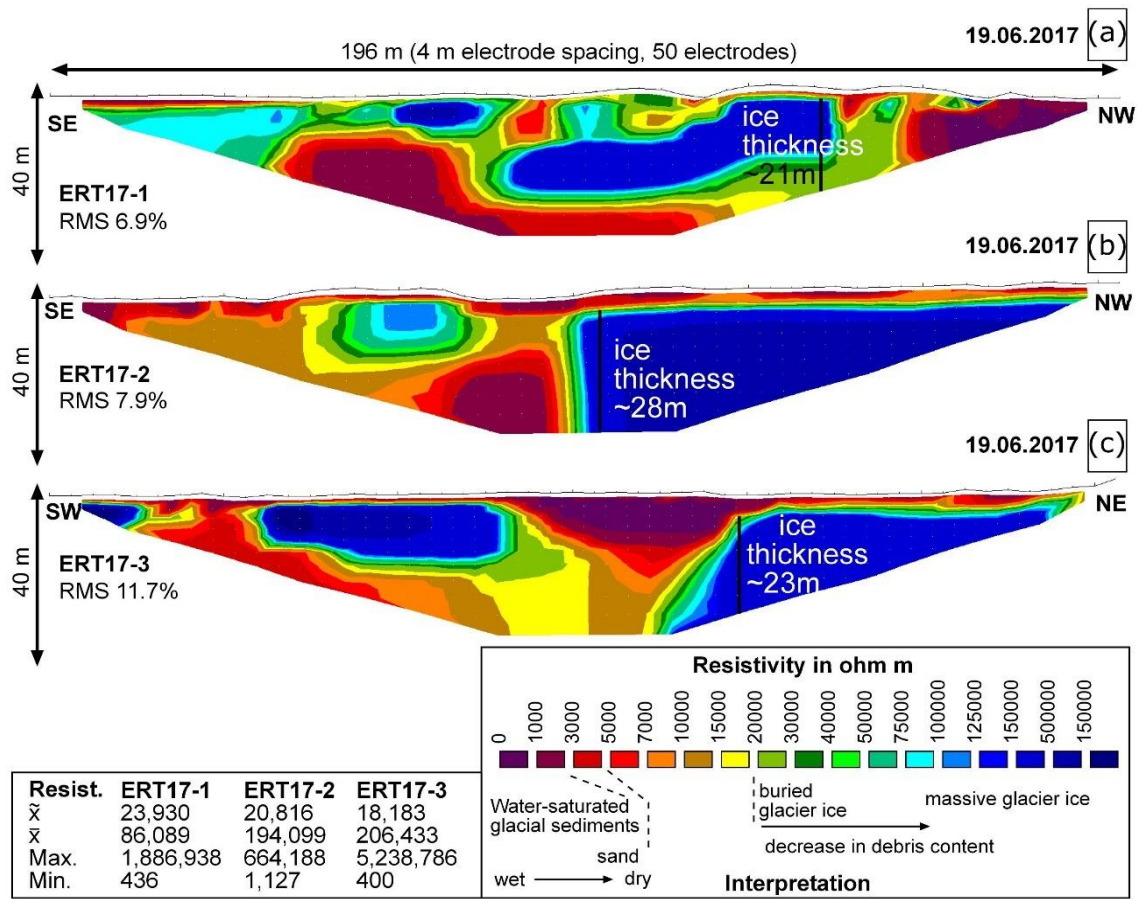 19.06.2017 (a)
196 m (4 m electrode spacing, 50 electrodes)
SE
NW
40 m
ice
thickness
~21m
ERT17-1
RMS 6.9%
19.06.2017 (b)
SE
NW
40 m
ice
thickness
~28m
ERT17-2
RMS 7.9%
19.06.2017 (c)
SW
NE
40 m
ice
thickness
~23m
ERT17-3
RMS 11.7%
Resistivity in ohm m
0 1000 3000 5000 7000 10000 15000 20000 30000 40000 50000 75000 100000 125000 150000 500000 150000
Water-saturated
glacial sediments
sand
wet dry
buried
glacier ice
massive glacier ice
decrease in debris content
Interpretation
Resist. ERT17-1 ERT17-2 ERT17-3
x̃ 23,930 20,816 18,183
x̄ 86,089 194,099 206,433
Max. 1,886,938 664,188 5,238,786
Min. 436 1,127 400